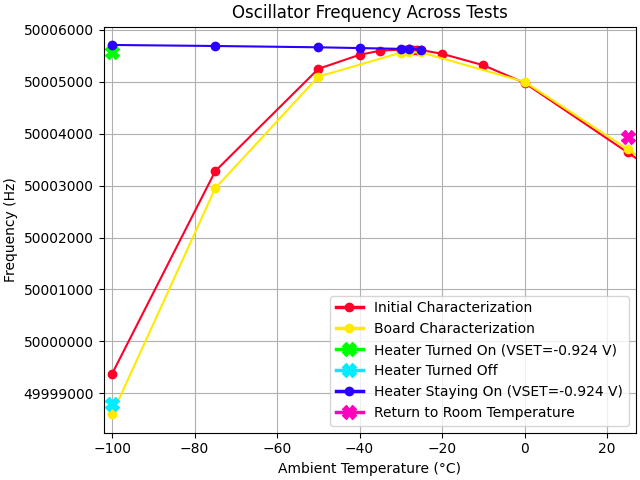 Oscillator Frequency Across Tests
50006000
50005000
50004000
50003000
50002000
50001000
50000000
49999000
Frequency (Hz)
Initial Characterization
Board Characterization
Heater Turned On (VSET=-0.924 V)
Heater Turned Off
Heater Staying On (VSET=-0.924 V)
Return to Room Temperature
−100 −80 −60 −40 −20 0 20
Ambient Temperature (°C)